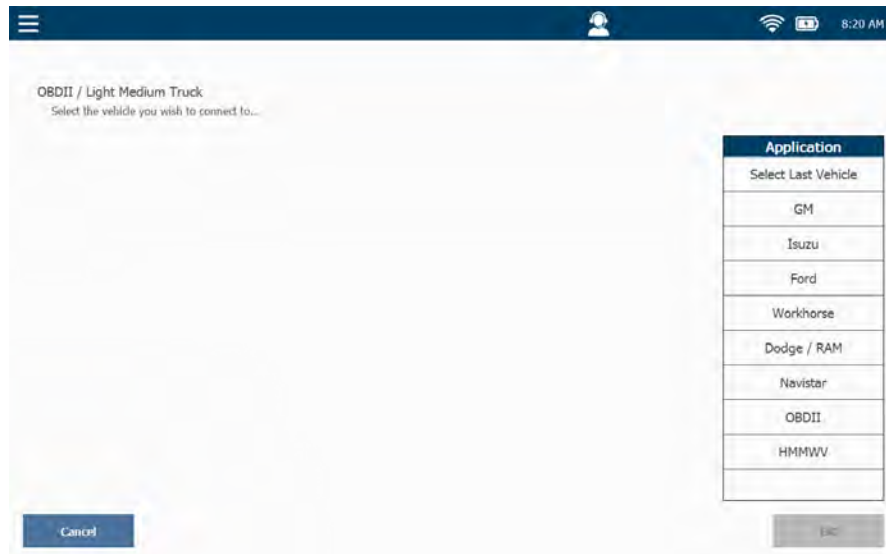 8:20 AM
OBDII / Light Medium Truck
Select the vehicle you wish to connect to...
Application
Select Last Vehicle
GM
Isuzu
Ford
Workhorse
Dodge / RAM
Navistar
OBDII
HMMWV
Cancel